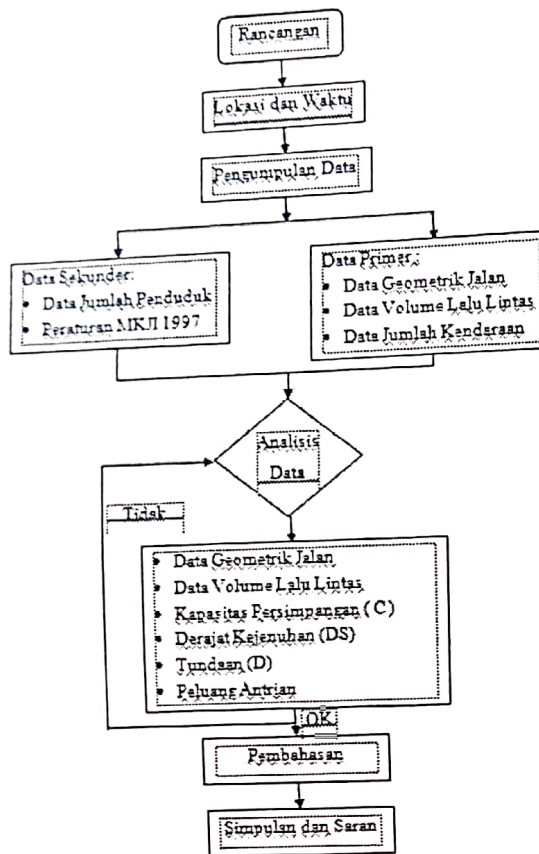 Rancangan
Lokasi dan Waktu
Pengumpulan Data
Data Sekunder:
• Data Jumlah Penduduk
• Peraturan MKJI 1997
Data Primer :
• Data Geometrik Jalan
• Data Volume Lalu Lintas
• Data Jumlah Kenderaan
Analisis
Data
Tidak
• Data Geometrik Jalan
• Data Volume Lalu Lintas
• Kapasitas Persimpangan ( C )
• Derajat Kejenuhan (DS)
• Tundaan (D)
• Peluang Antrian
OK
Pembahasan
Simpulan dan Saran